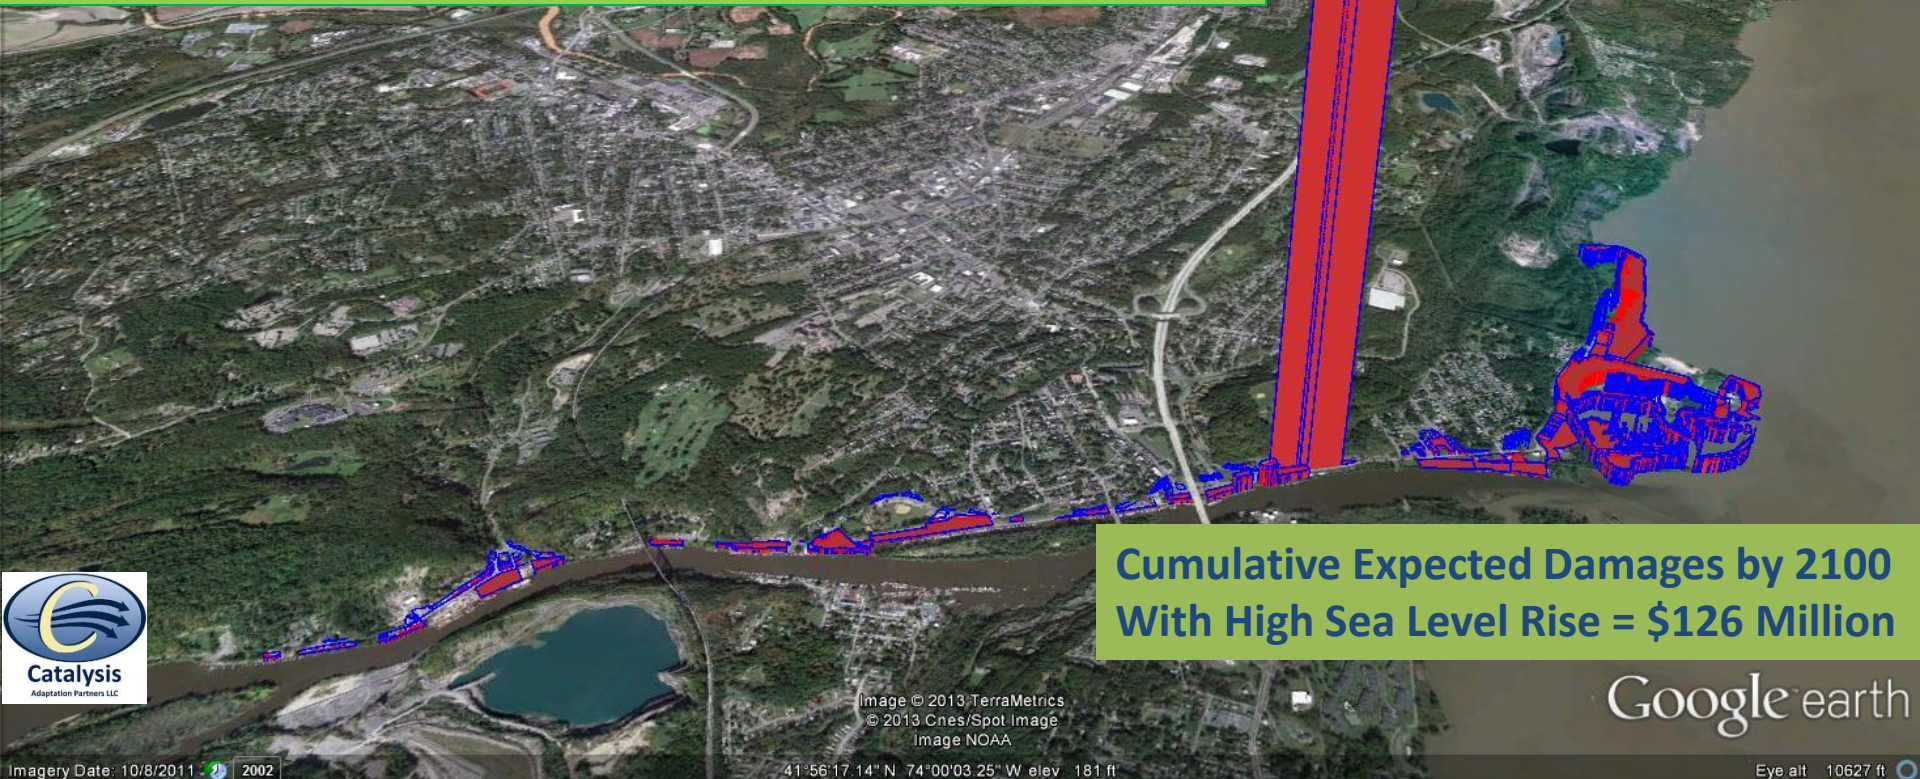 Cumulative Expected Damages by 2100
With High Sea Level Rise = $126 Million
C
Catalysis
Adaptation Partners LLC
Image © 2013 TerraMetrics
© 2013 Cnes/Spot Image
Image NOAA
Google earth
Imagery Date: 10/8/2011 2002
41°56'17.14" N 74°00'03.25" W elev 181 ft
Eye alt 10627 ft